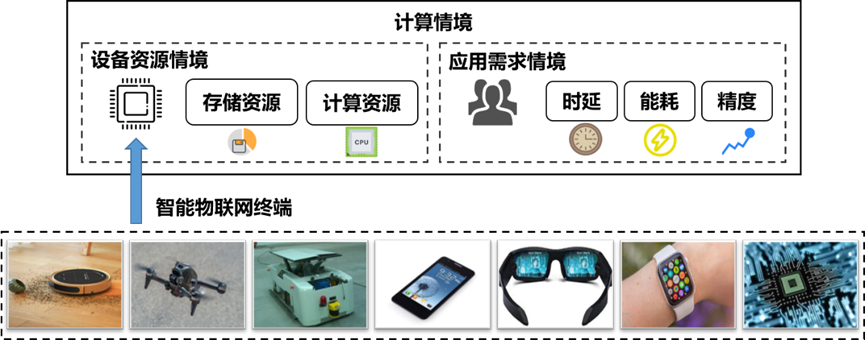 计算情境
设备资源情境
存储资源
计算资源
CPU
应用需求情境
时延
能耗
精度
智能物联网终端